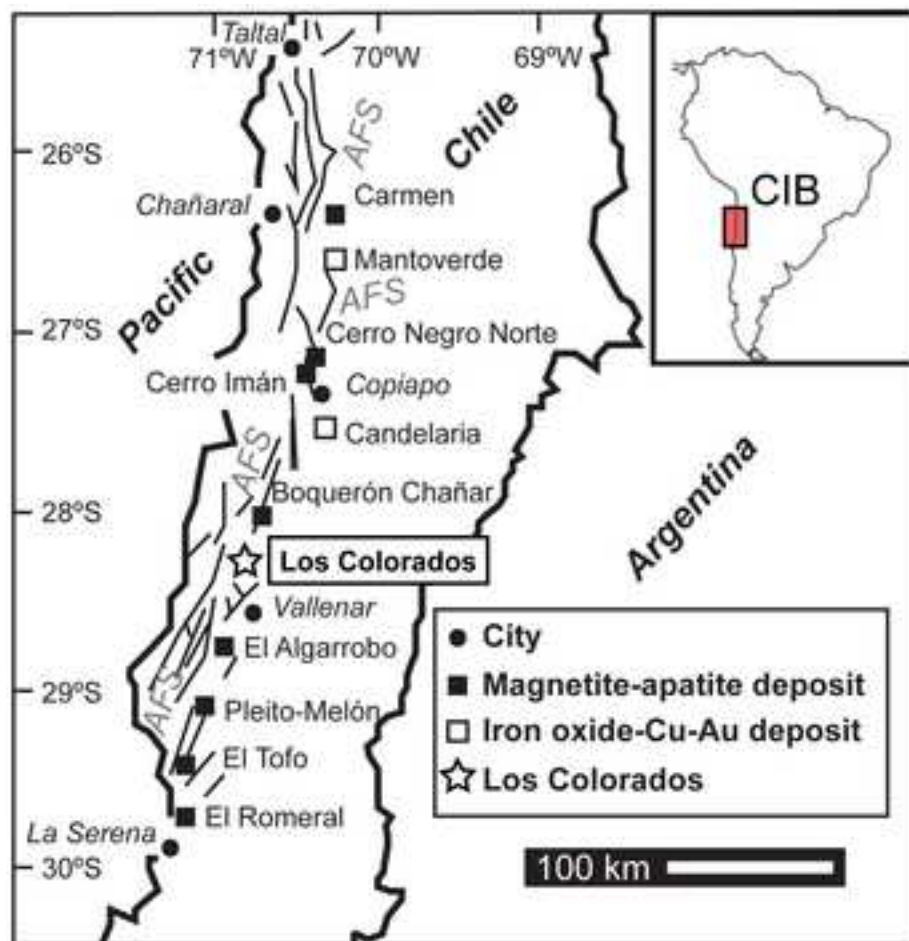 Taltal
71ºW
70ºW
69ºW
Chile
AFS
26ºS
Carmen
Chañaral
CIB
Mantoverde
Pacific
AFS
27ºS
Cerro Negro Norte
Cerro Imán
Copiapo
Candelaria
AFS
Argentina
Boquerón Chañar
28ºS
Los Colorados
Vallenar
City
El Algarrobo
Magnetite-apatite deposit
29ºS
AFS
Pleito-Melón
Iron oxide-Cu-Au deposit
El Tofo
Los Colorados
El Romeral
La Serena
30ºS
100 km